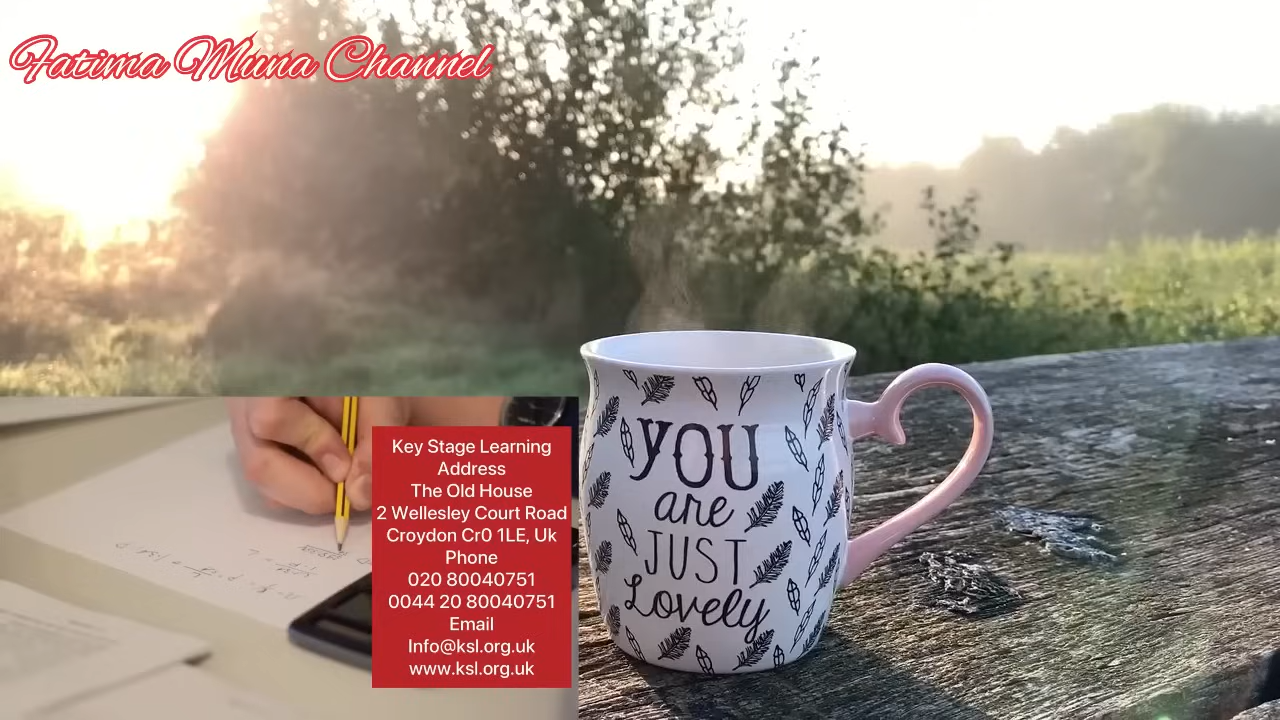 Fatima Muna Channel
YOU
are
JUST
Lovely
Key Stage Learning
Address
The Old House
2 Wellesley Court Road
Croydon Cr0 1LE, Uk
Phone
020 80040751
0044 20 80040751
Email
Info@ksl.org.uk
www.ksl.org.uk